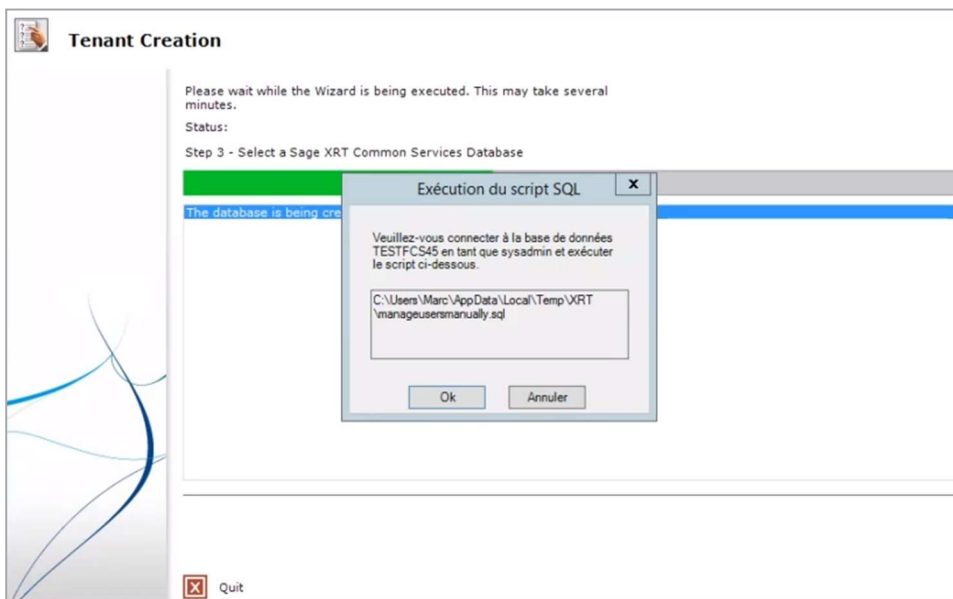 Tenant Creation
Please wait while the Wizard is being executed. This may take several
minutes.
Status:
Step 3 - Select a Sage XRT Common Services Database
Exécution du script SQL
x
The database is being cre
Veuillez-vous connecter à la base de données
TESTFCS45 en tant que sysadmin et exécuter
le script ci-dessous.
C:\Users\Marc\AppData\Local\Temp\XRT
\manageusersmanually.sql
Ok
Annuler
Quit